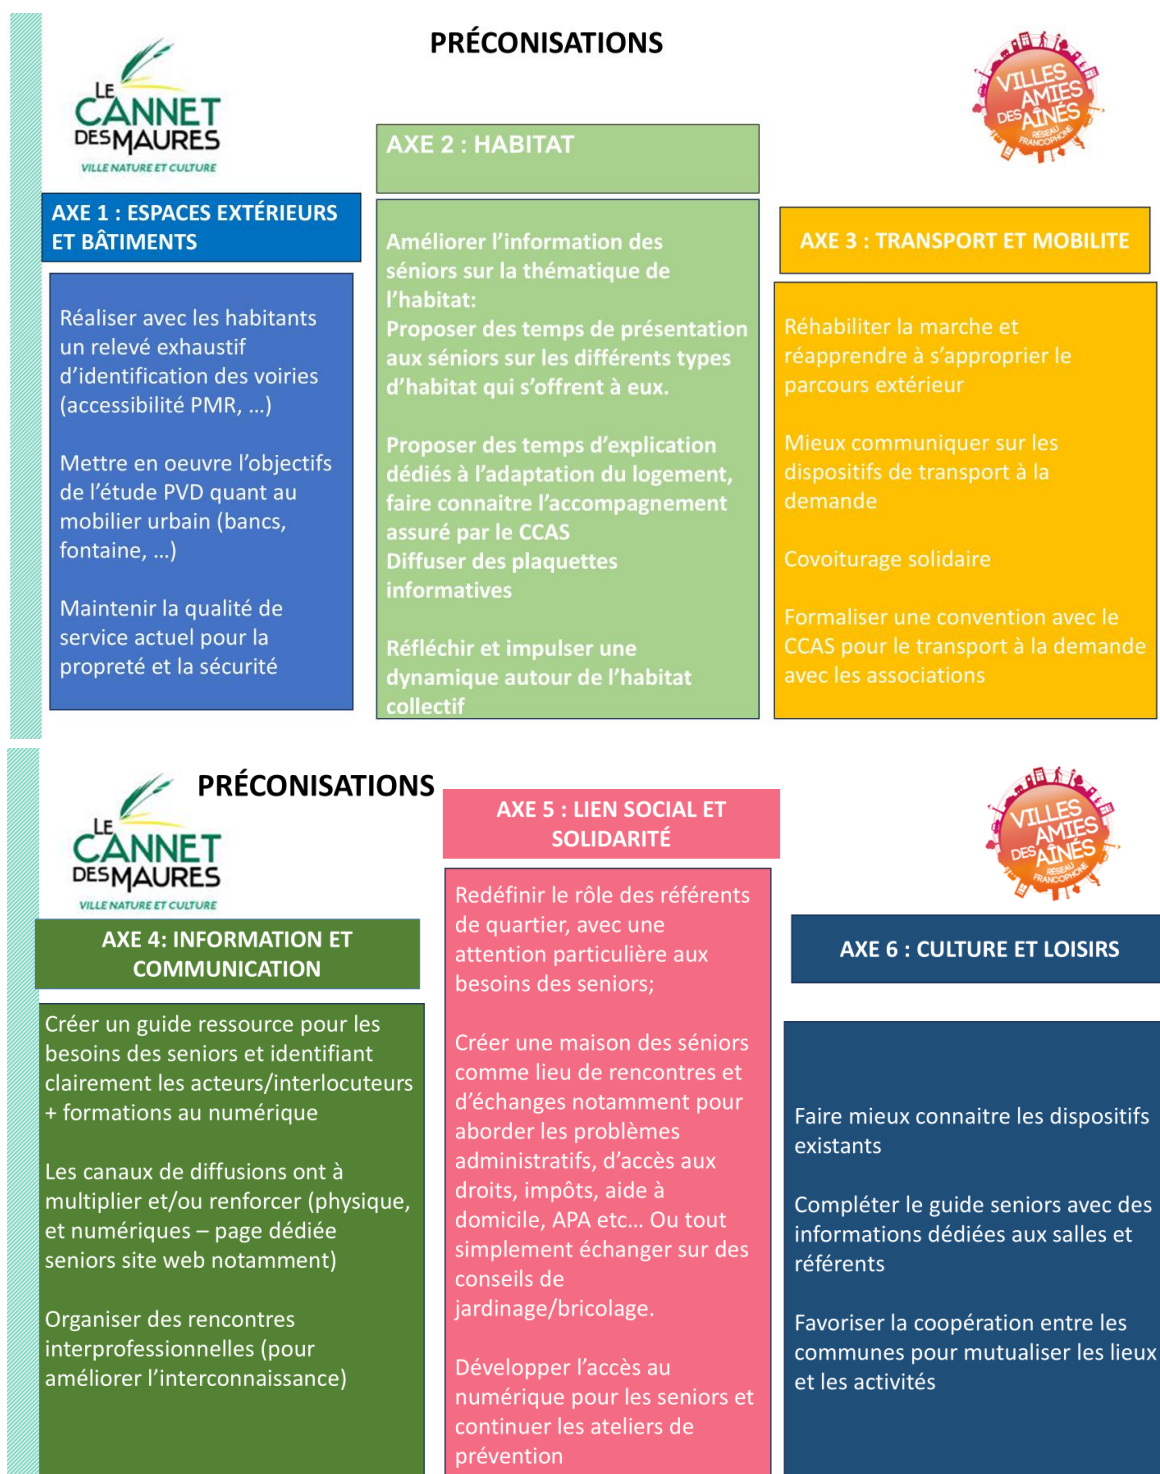 PRÉCONISATIONS
LE
CANNET
DES MAURES
VILLE NATURE ET CULTURE
VILLES
AMIES
DES AÎNÉS
RÉSEAU
FRANCOPHONE
AXE 1 : ESPACES EXTÉRIEURS
ET BÂTIMENTS
Réaliser avec les habitants
un relevé exhaustif
d’identification des voiries
(accessibilité PMR, …)
Mettre en oeuvre l’objectifs
de l’étude PVD quant au
mobilier urbain (bancs,
fontaine, …)
Maintenir la qualité de
service actuel pour la
propreté et la sécurité
AXE 2 : HABITAT
Améliorer l’information des
séniors sur la thématique de
l’habitat:
Proposer des temps de présentation
aux séniors sur les différents types
d’habitat qui s’offrent à eux.
Proposer des temps d’explication
dédiés à l’adaptation du logement,
faire connaitre l’accompagnement
assuré par le CCAS
Diffuser des plaquettes
informatives
Réfléchir et impulser une
dynamique autour de l’habitat
collectif
AXE 3 : TRANSPORT ET MOBILITE
Réhabiliter la marche et
réapprendre à s’approprier le
parcours extérieur
Mieux communiquer sur les
dispositifs de transport à la
demande
Covoiturage solidaire
Formaliser une convention avec le
CCAS pour le transport à la demande
avec les associations
PRÉCONISATIONS
LE
CANNET
DES MAURES
VILLE NATURE ET CULTURE
VILLES
AMIES
DES AÎNÉS
RÉSEAU
FRANCOPHONE
AXE 4: INFORMATION ET
COMMUNICATION
Créer un guide ressource pour les
besoins des seniors et identifiant
clairement les acteurs/interlocuteurs
+ formations au numérique
Les canaux de diffusions ont à
multiplier et/ou renforcer (physique,
et numériques – page dédiée
seniors site web notamment)
Organiser des rencontres
interprofessionnelles (pour
améliorer l’interconnaissance)
AXE 5 : LIEN SOCIAL ET
SOLIDARITÉ
Redéfinir le rôle des référents
de quartier, avec une
attention particulière aux
besoins des seniors;
Créer une maison des séniors
comme lieu de rencontres et
d’échanges notamment pour
aborder les problèmes
administratifs, d’accès aux
droits, impôts, aide à
domicile, APA etc… Ou tout
simplement échanger sur des
conseils de
jardinage/bricolage.
Développer l’accès au
numérique pour les seniors et
continuer les ateliers de
prévention
AXE 6 : CULTURE ET LOISIRS
Faire mieux connaitre les dispositifs
existants
Compléter le guide seniors avec des
informations dédiées aux salles et
référents
Favoriser la coopération entre les
communes pour mutualiser les lieux
et les activités